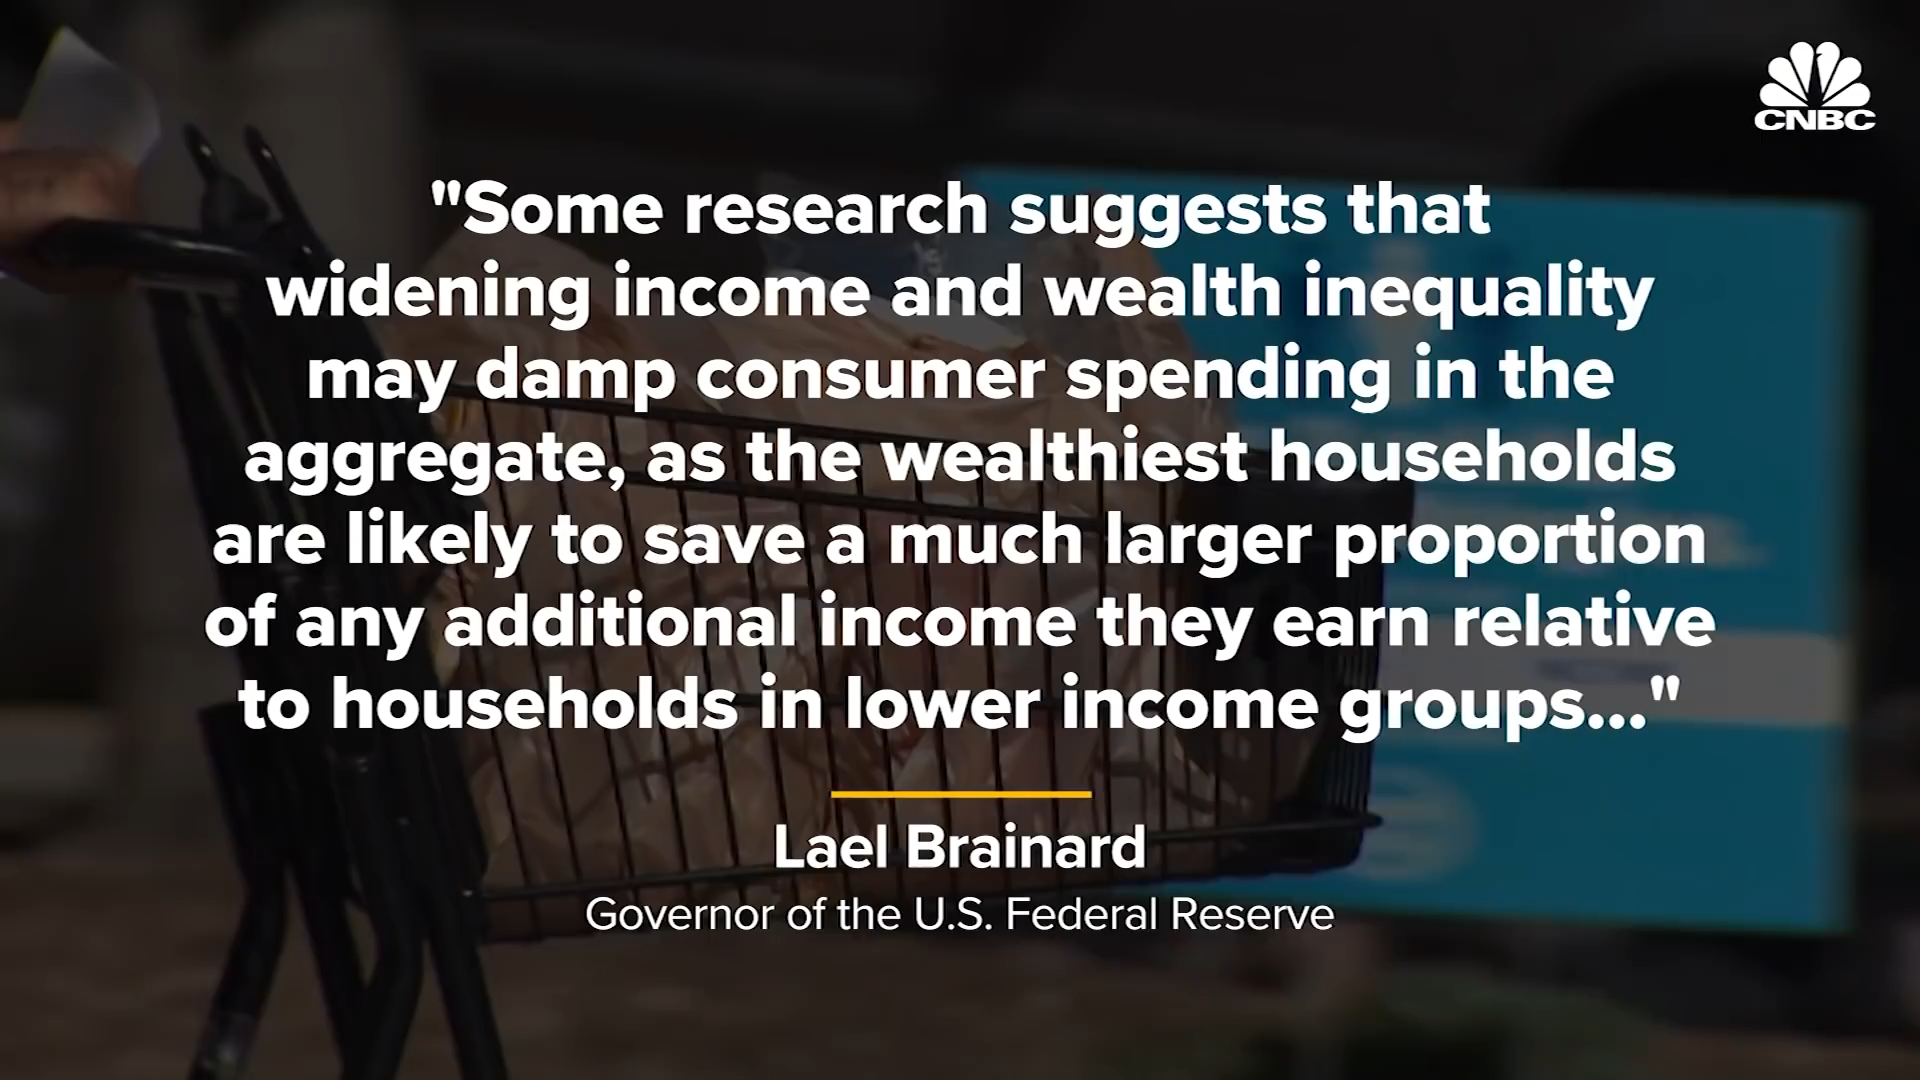 CNBC
"Some research suggests that
widening income and wealth inequality
may damp consumer spending in the
aggregate, as the wealthiest households
are likely to save a much larger proportion
of any additional income they earn relative
to households in lower income groups..."
Lael Brainard
Governor of the U.S. Federal Reserve